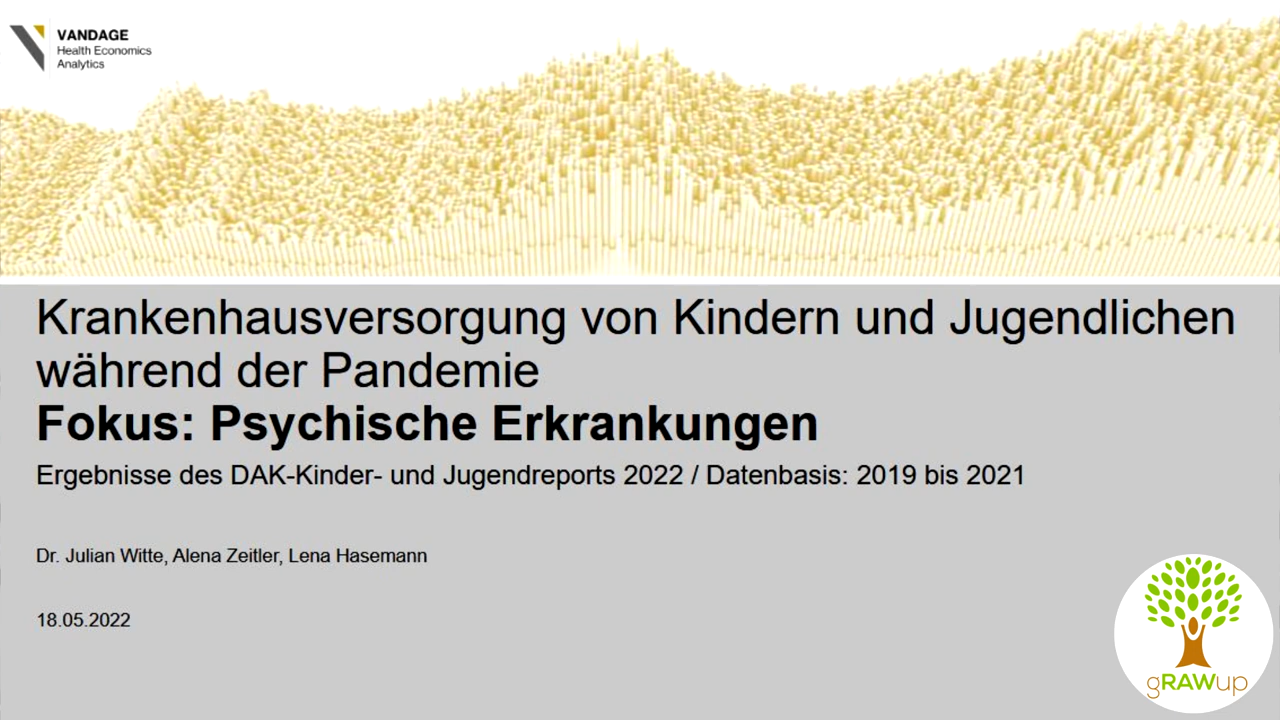 VANDAGE
Health Economics
Analytics
Krankenhausversorgung von Kindern und Jugendlichen
während der Pandemie
Fokus: Psychische Erkrankungen
Ergebnisse des DAK-Kinder- und Jugendreports 2022 / Datenbasis: 2019 bis 2021
Dr. Julian Witte, Alena Zeitler, Lena Hasemann
18.05.2022
gRAWup